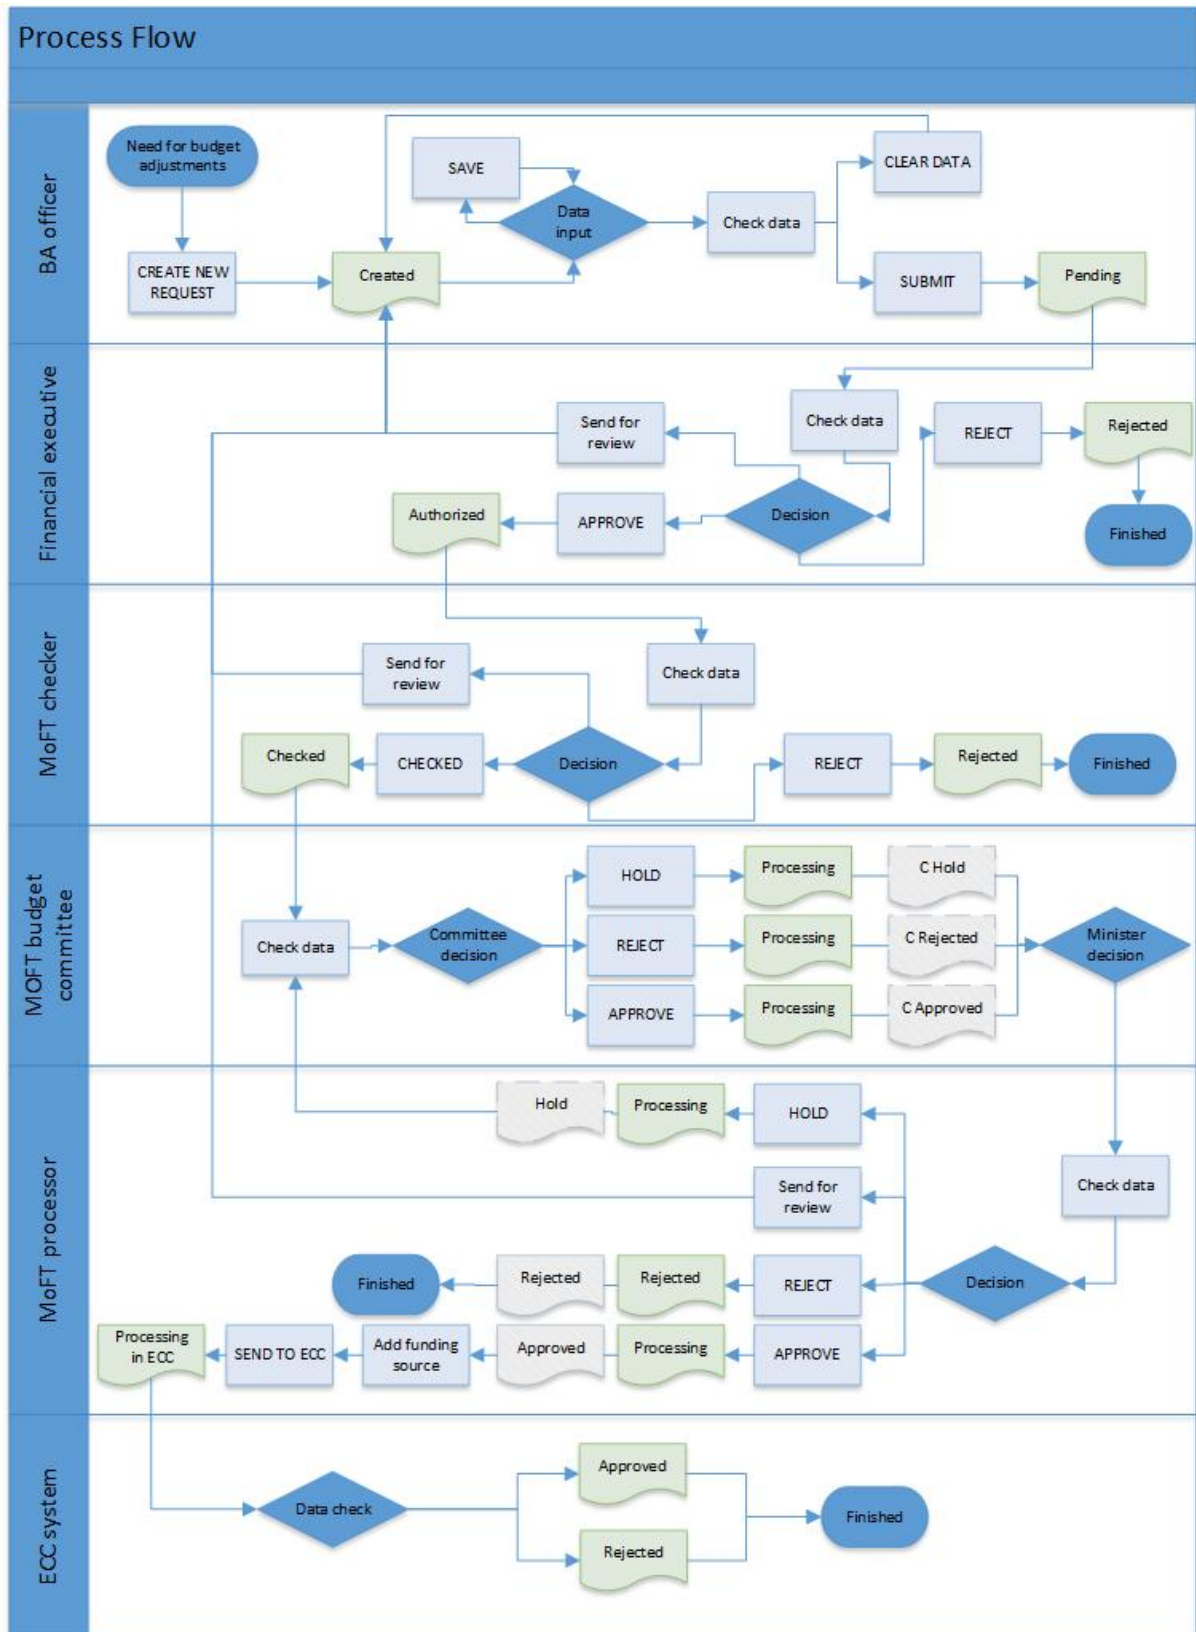 Process Flow
BA officer
Need for budget
adjustments
SAVE
CLEAR DATA
Data
input
Check data
CREATE NEW
REQUEST
Created
SUBMIT
Pending
Financial executive
Send for
review
Check data
REJECT
Rejected
Authorized
APPROVE
Decision
Finished
MoFT checker
Send for
review
Check data
Checked
CHECKED
Decision
REJECT
Rejected
Finished
MOFT budget
committee
HOLD
Processing
C Hold
Check data
Committee
decision
REJECT
Processing
C Rejected
Minister
decision
APPROVE
Processing
C Approved
MoFT processor
Hold
Processing
HOLD
Send for
review
Check data
Finished
Rejected
Rejected
REJECT
Decision
Processing
in ECC
SEND TO ECC
Add funding
source
Approved
Processing
APPROVE
ECC system
Data check
Approved
Rejected
Finished